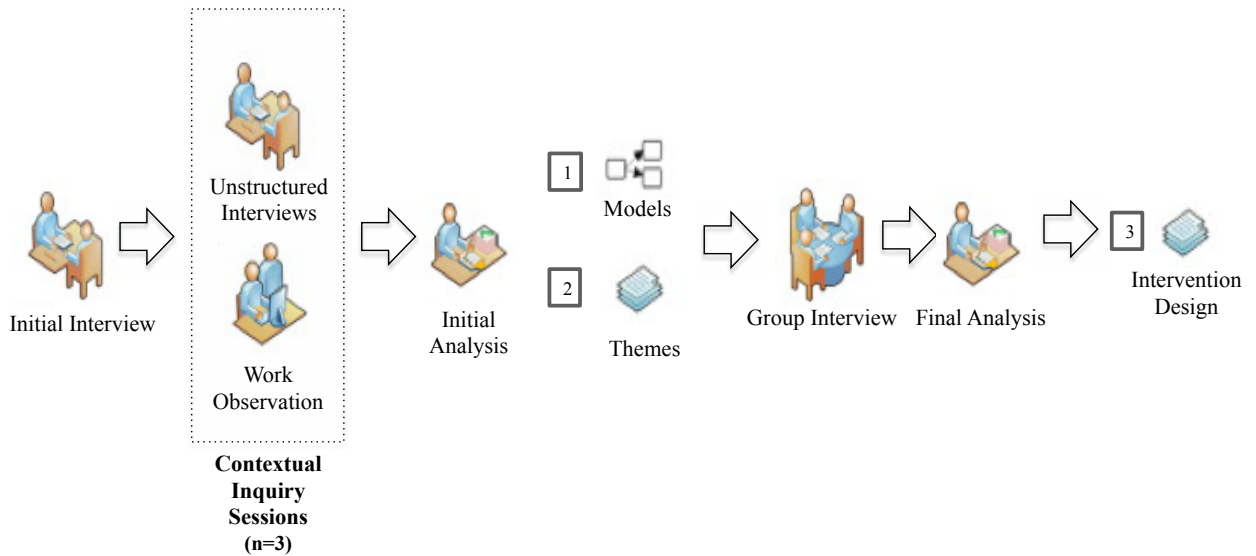 Initial Interview
Unstructured
Interviews
Work
Observation
Contextual
Inquiry
Sessions
(n=3)
Initial
Analysis
1
Models
2
Themes
Group Interview
Final Analysis
3
Intervention
Design